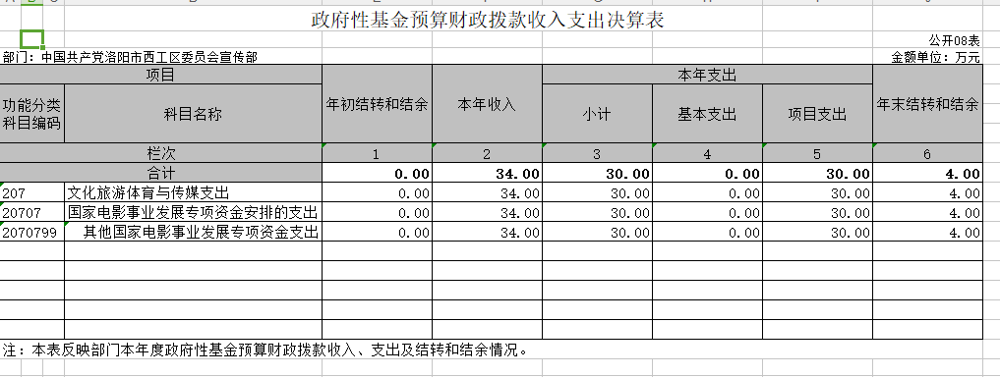 政府性基金预算财政拨款收入支出决算表
公开08表
部门：中国共产党洛阳市西工区委员会宣传部 金额单位：万元
项目 年初结转和结余 本年收入 本年支出 年末结转和结余
功能分类科目编码 科目名称 小计 基本支出 项目支出
栏次 1 2 3 4 5 6
合计 0.00 34.00 30.00 0.00 30.00 4.00
207 文化旅游体育与传媒支出 0.00 34.00 30.00 0.00 30.00 4.00
20707 国家电影事业发展专项资金安排的支出 0.00 34.00 30.00 0.00 30.00 4.00
2070799 其他国家电影事业发展专项资金支出 0.00 34.00 30.00 0.00 30.00 4.00
注：本表反映部门本年度政府性基金预算财政拨款收入、支出及结转和结余情况。